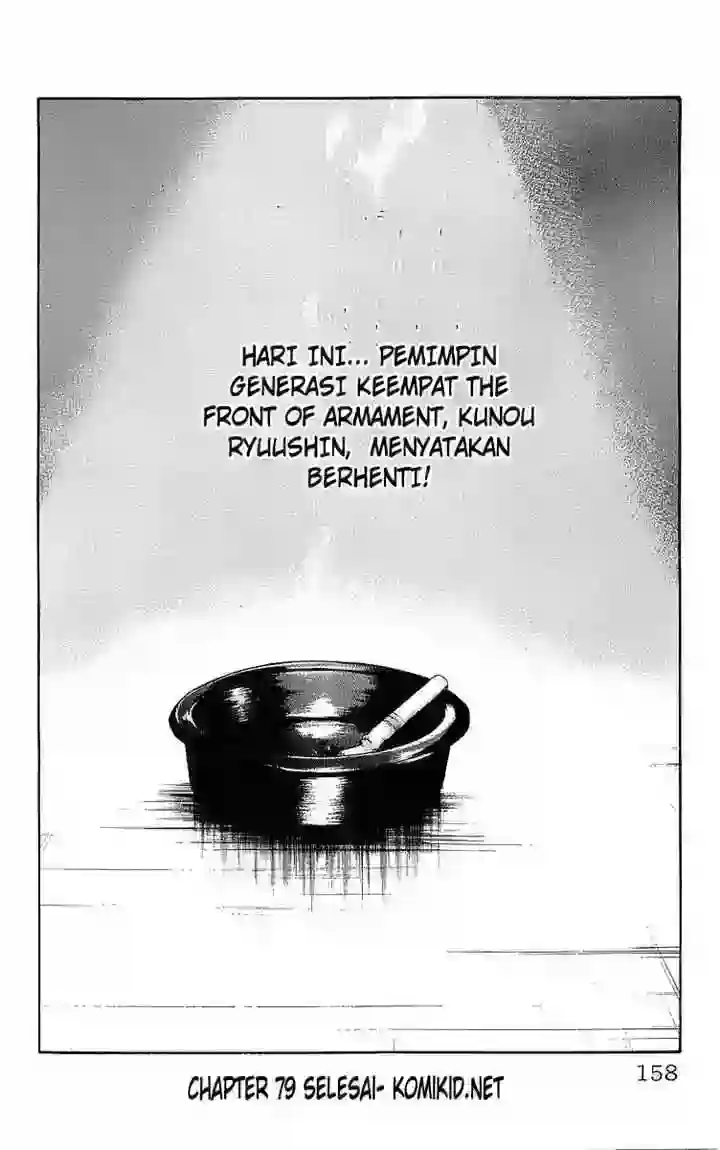 HARI INI... PEMIMPIN
GENERASI KEEMPAT THE
FRONT OF ARMAMENT, KUNOU
RYUUSHIN, MENYATAKAN
BERHENTI!
158
CHAPTER 79 SELESAI- KOMIKID.NET